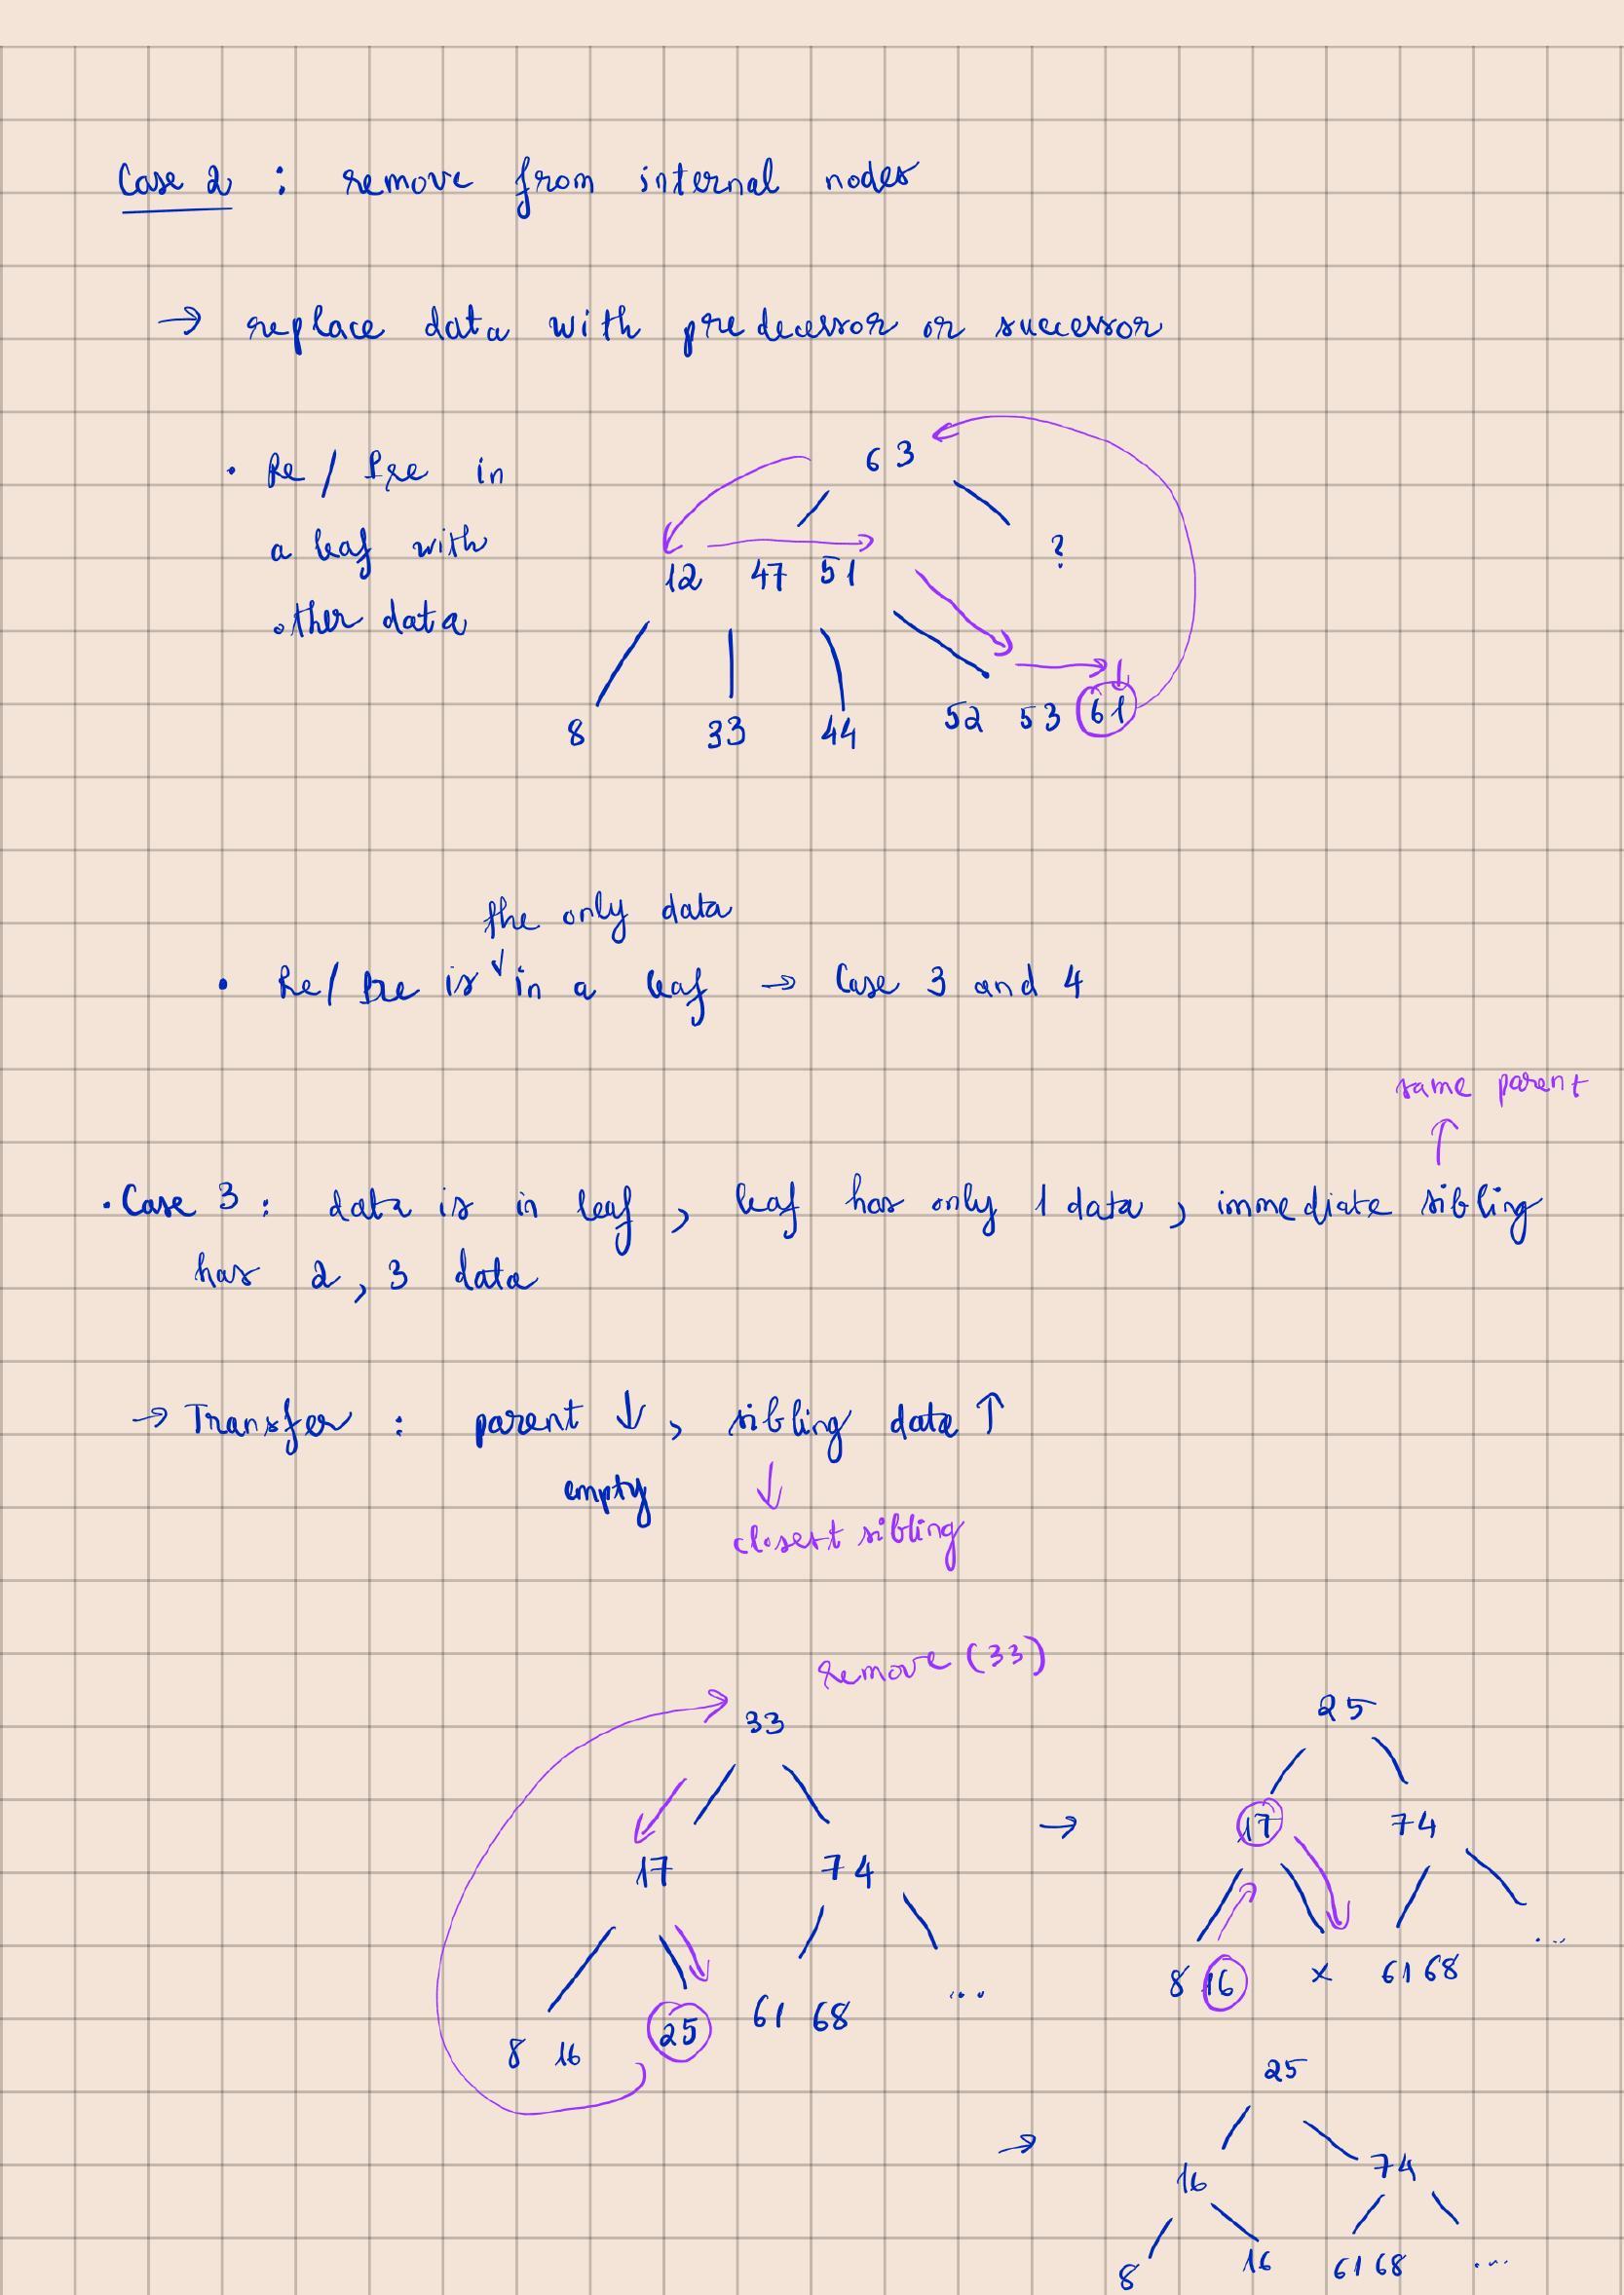 Case 2 : remove from internal nodes
→ replace data with predecessor or successor
• Re / Pre in
a leaf with
other data
63
12 47 51 ?
8 33 44 52 53 61
the only data
• Re/ Pre is ✓ in a leaf → Case 3 and 4
same parent
↑
• Case 3 : data is in leaf , leaf has only 1 data , immediate sibling
has 2 , 3 data
→ Transfer : parent ↓ , sibling data ↑
empty ↓
closest sibling
remove (33)
33
17 74
8 16 25 61 68 ...
→ 25
17 74
8 16 x 61 68 ...
→ 25
16 74
8 16 61 68 ...